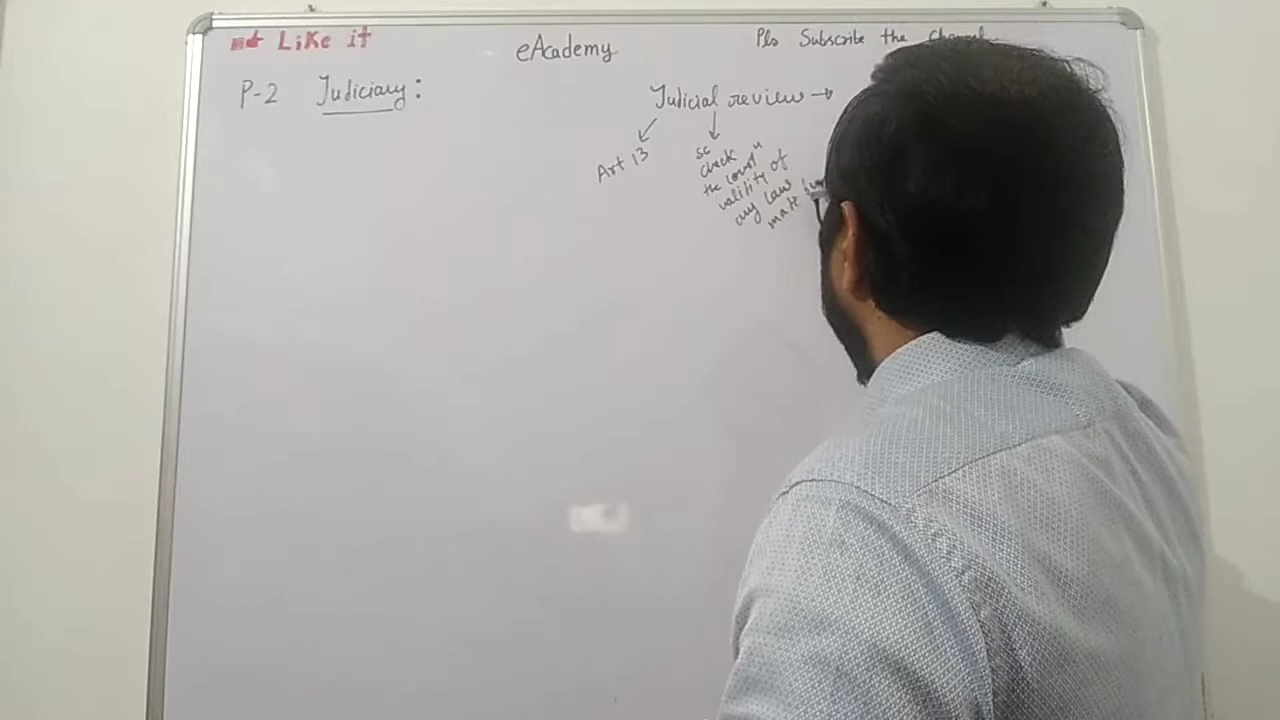 Like it
eAcademy
Pls Subscribe the Channel
P-2 Judiciary:
Judicial review →
Art 13
SC
check
the const"
validity of
any law
made